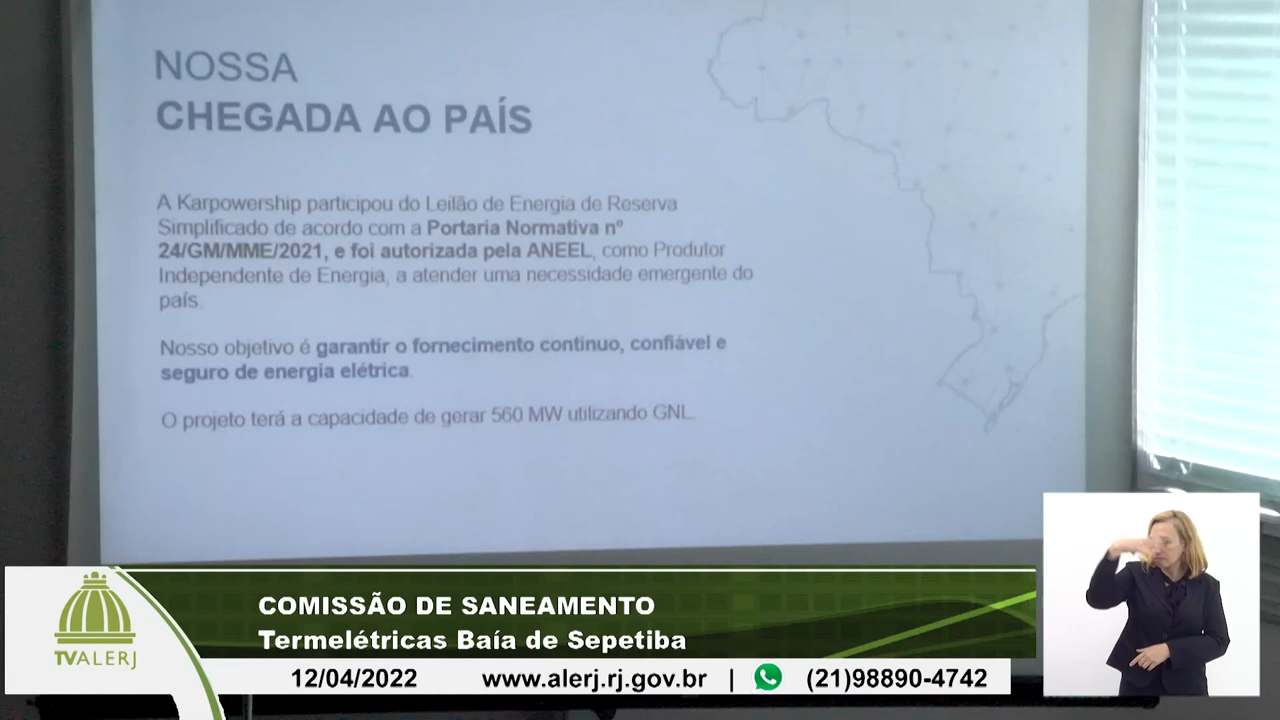 NOSSA
CHEGADA AO PAÍS
A Karpowership participou do Leilão de Energia de Reserva
Simplificado de acordo com a Portaria Normativa nº
24/GM/MME/2021, e foi autorizada pela ANEEL, como Produtor
Independente de Energia, a atender uma necessidade emergente do
país.
Nosso objetivo é garantir o fornecimento continuo, confiável e
seguro de energia elétrica.
O projeto terá a capacidade de gerar 560 MW utilizando GNL.
COMISSÃO DE SANEAMENTO
Termelétricas Baía de Sepetiba
TVALERJ
12/04/2022 www.alerj.rj.gov.br | (21)98890-4742